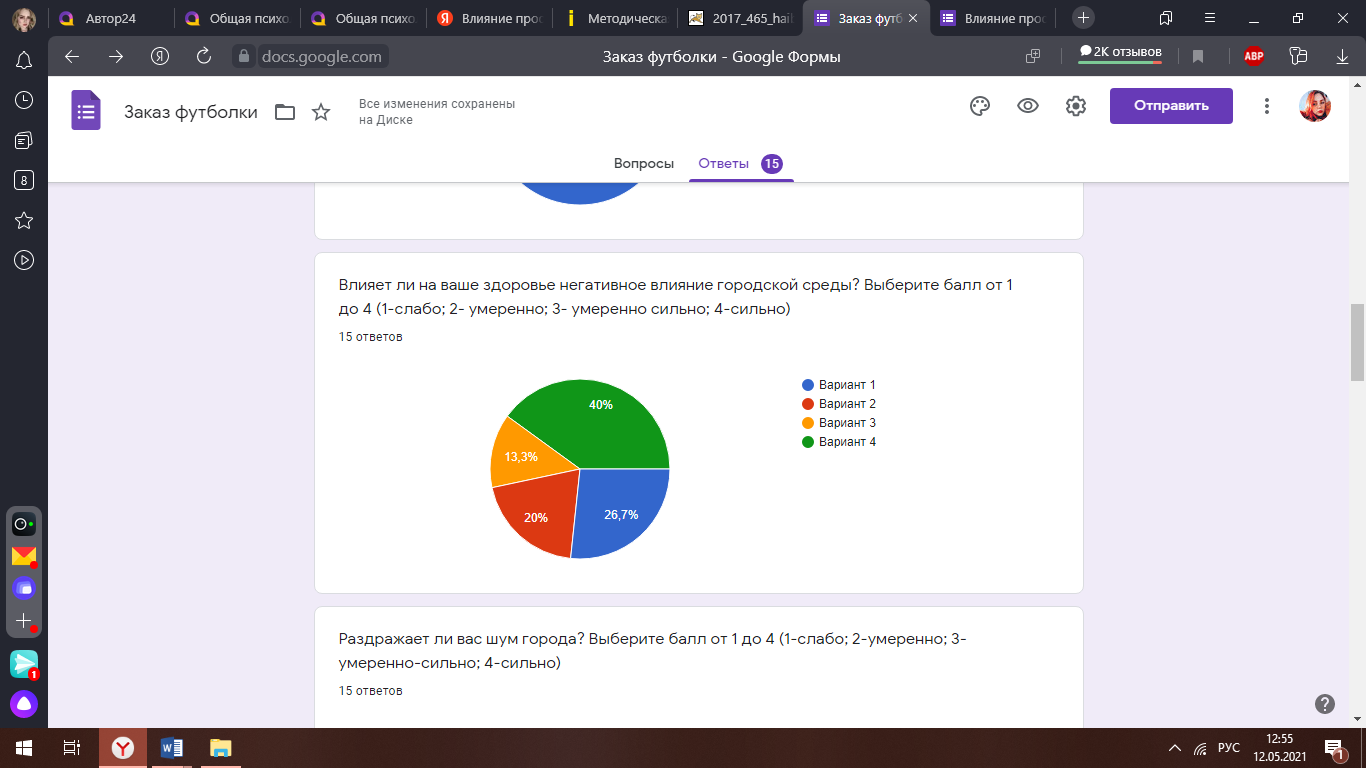 Автор24
Общая психо
Общая психо
Влияние прос
Методическа
2017_465_hail
Заказ футб
Влияние прос
docs.google.com
Заказ футболки - Google Формы
2K отзывов
ABP
Заказ футболки
Все изменения сохранены
на Диске
Отправить
Вопросы
Ответы 15
8
Влияет ли на ваше здоровье негативное влияние городской среды? Выберите балл от 1
до 4 (1-слабо; 2- умеренно; 3- умеренно сильно; 4-сильно)
15 ответов
40%
13,3%
20%
26,7%
Вариант 1
Вариант 2
Вариант 3
Вариант 4
Раздражает ли вас шум города? Выберите балл от 1 до 4 (1-слабо; 2-умеренно; 3-
умеренно-сильно; 4-сильно)
15 ответов
1
РУС
12:55
12.05.2021
1